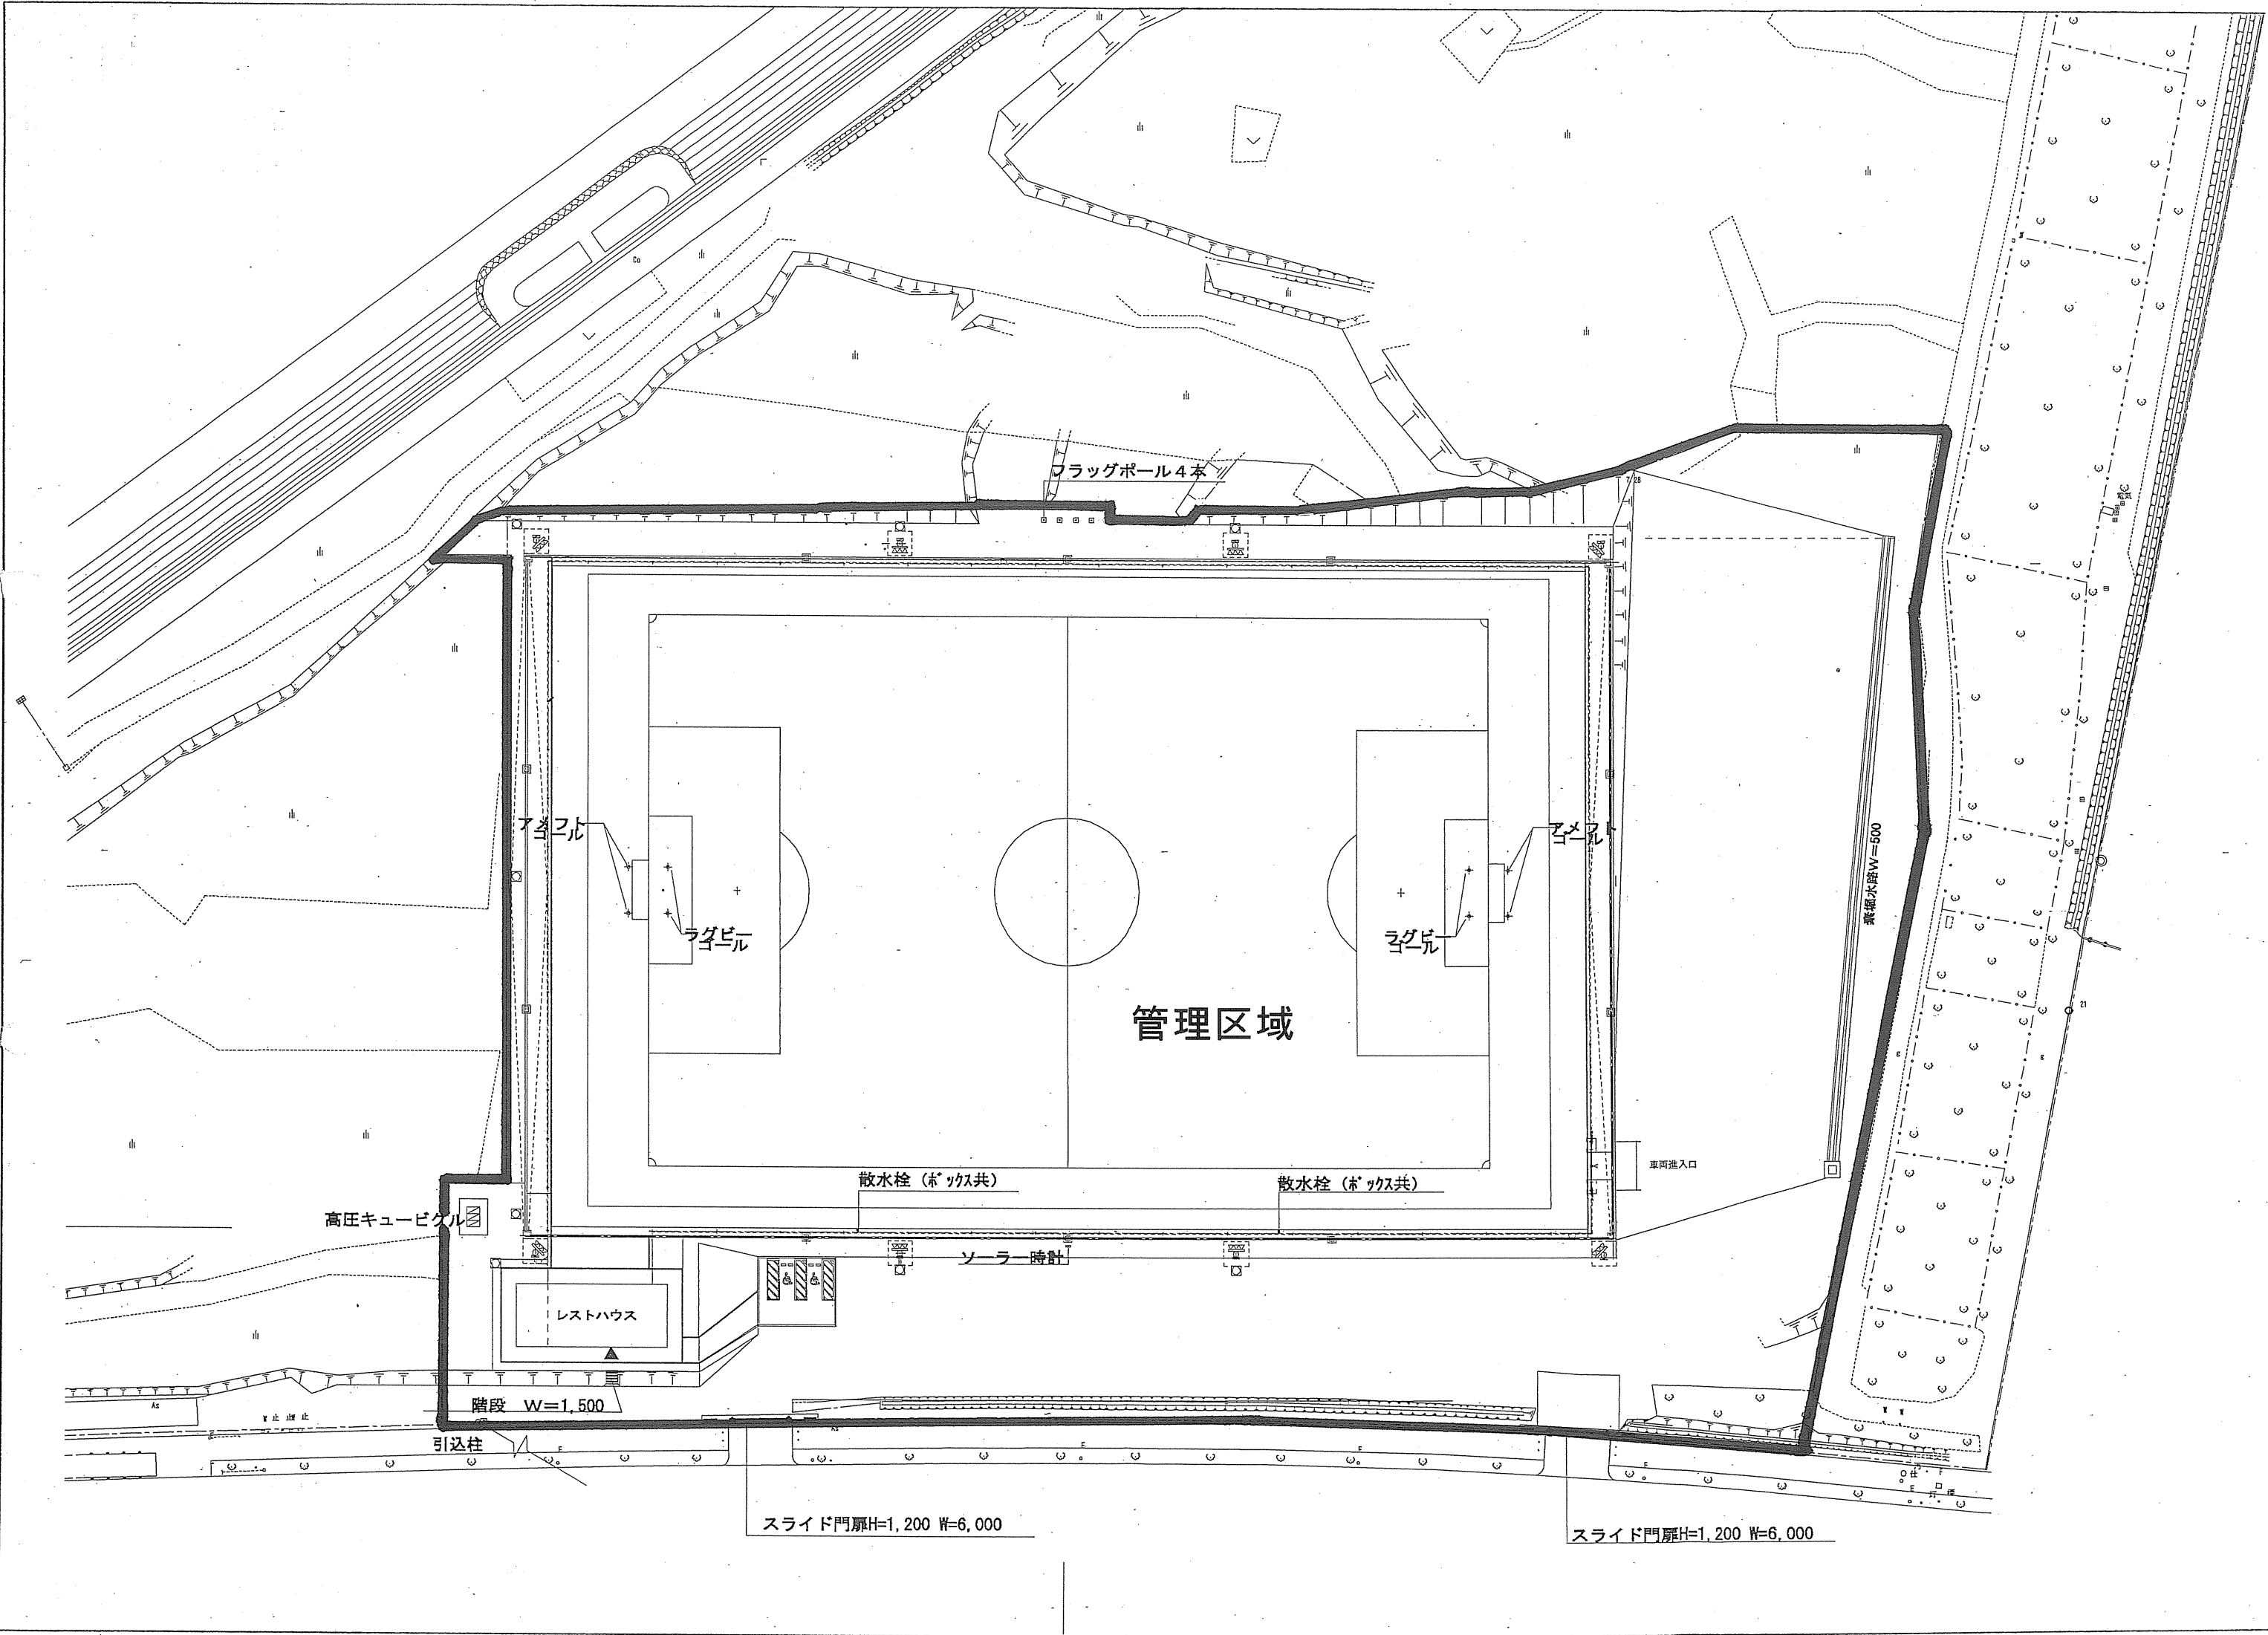 フラッグポール４本
アメフト
ゴール
アメフト
ゴール
ラグビー
ゴール
ラグビー
ゴール
素堀水路W=500
管理区域
車両進入口
散水栓（ﾎﾞｯｸｽ共）
散水栓（ﾎﾞｯｸｽ共）
高圧キュービクル
ソーラー時計
レストハウス
階段　W=1,500
引込柱
スライド門扉H=1,200 W=6,000
スライド門扉H=1,200 W=6,000
Co
As
21